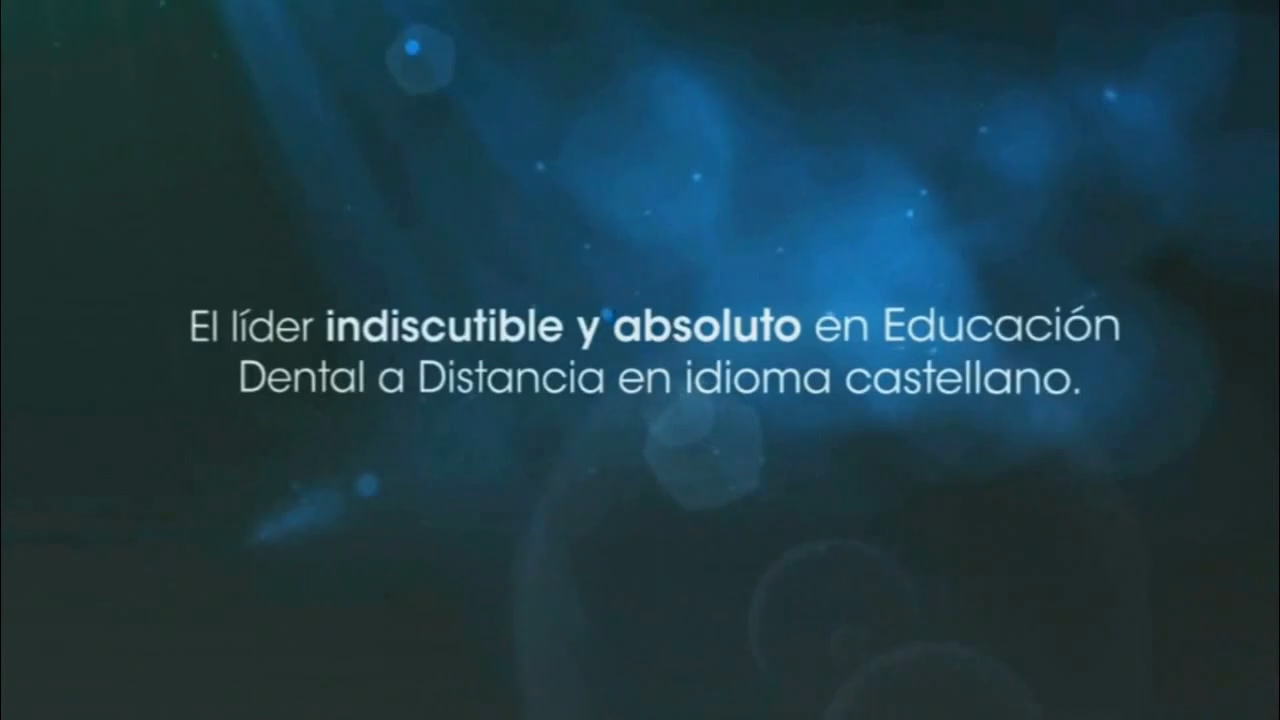 El líder indiscutible y absoluto en Educación
Dental a Distancia en idioma castellano.